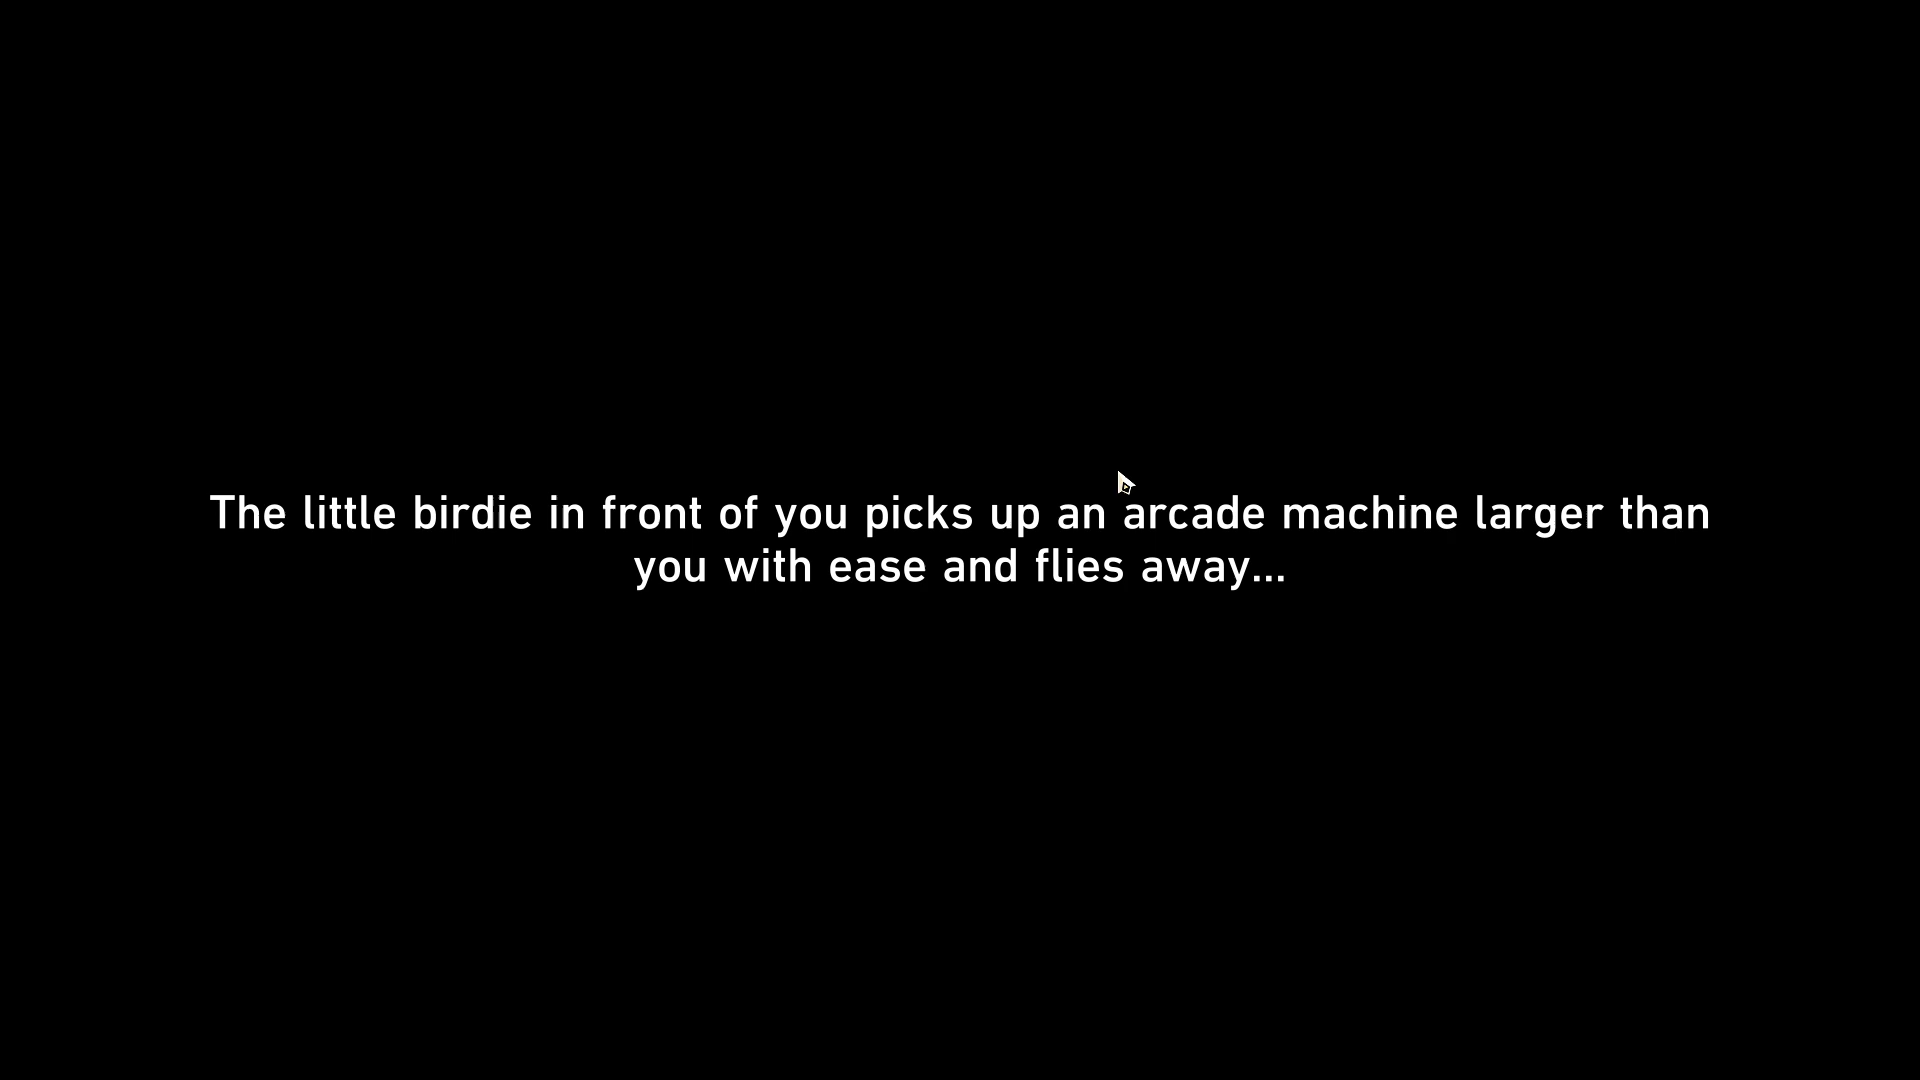 The little birdie in front of you picks up an arcade machine larger than
you with ease and flies away...